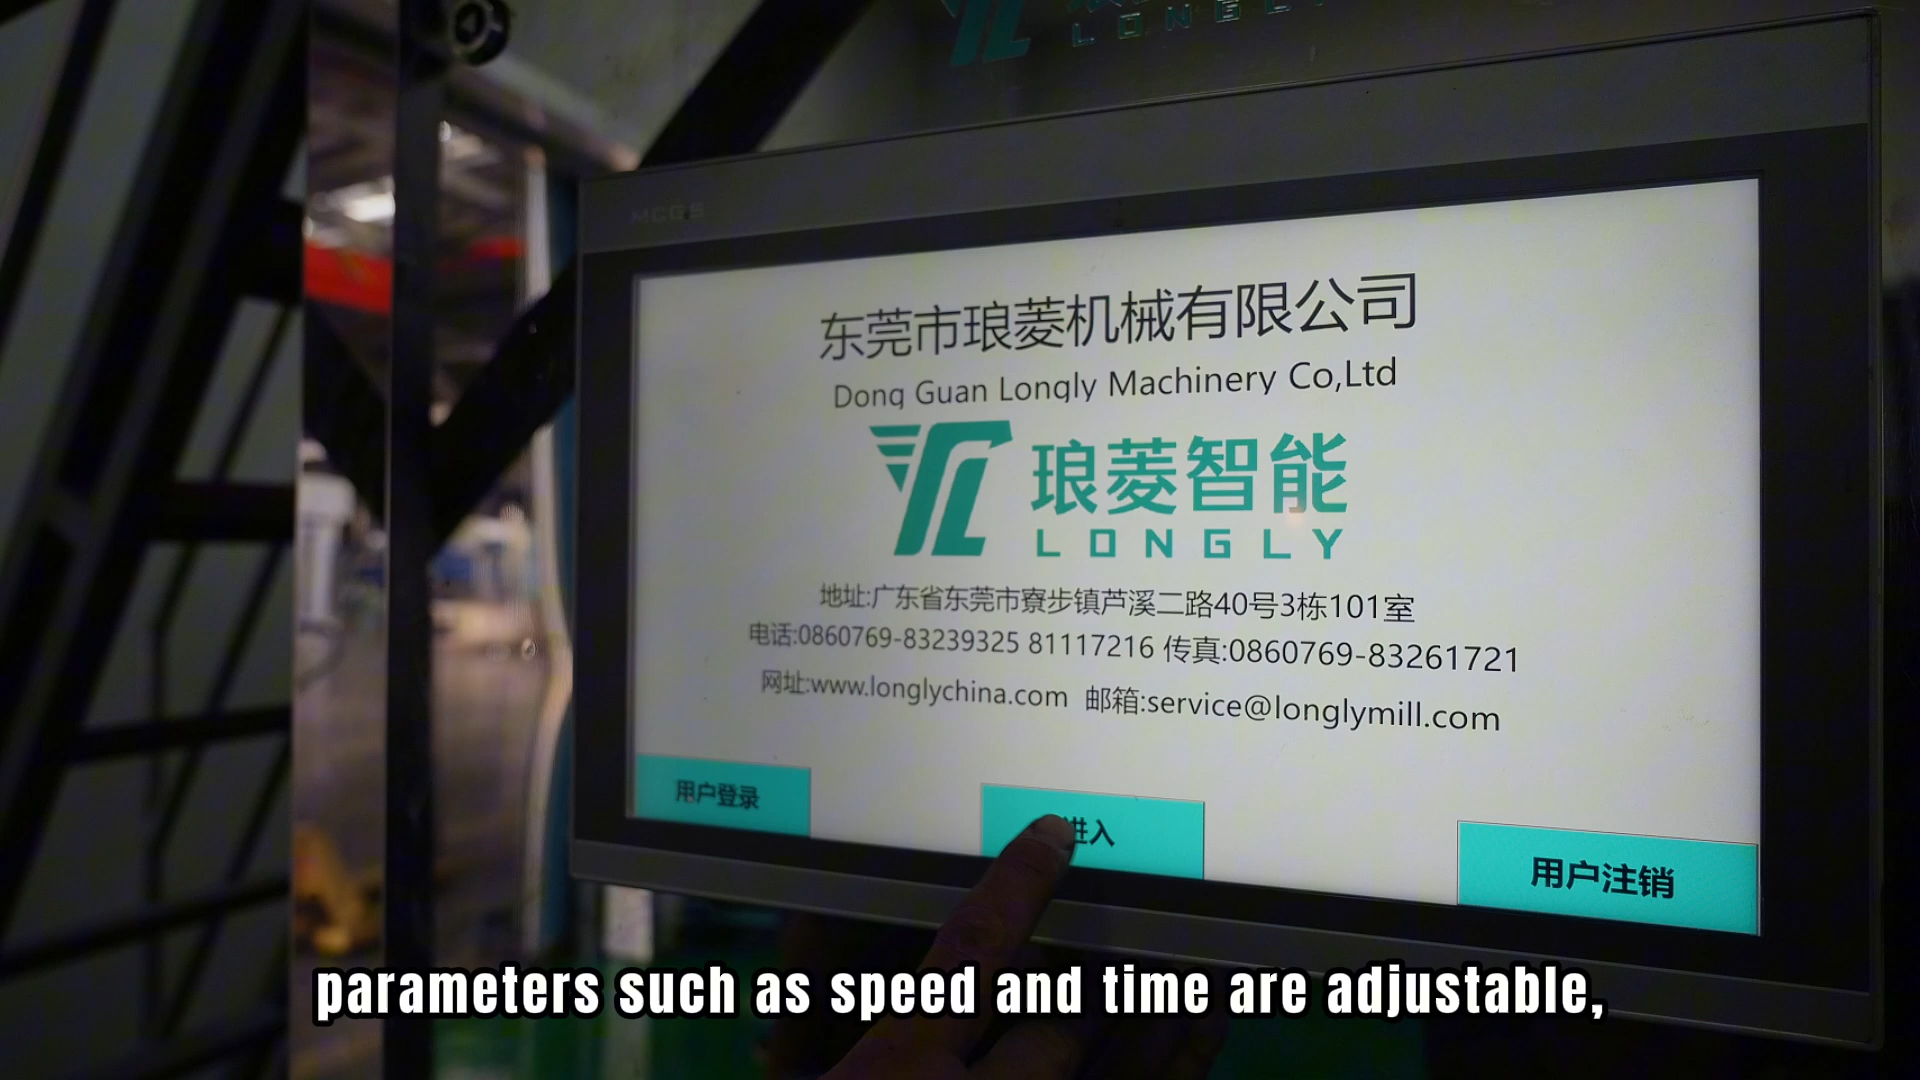 LONGLY
MCGS
东莞市琅菱机械有限公司
Dong Guan Longly Machinery Co,Ltd
琅菱智能
LONGLY
地址:广东省东莞市寮步镇芦溪二路40号3栋101室
电话:0860769-83239325 81117216 传真:0860769-83261721
网址:www.longlychina.com 邮箱:service@longlymill.com
用户登录
进入
用户注销
parameters such as speed and time are adjustable,